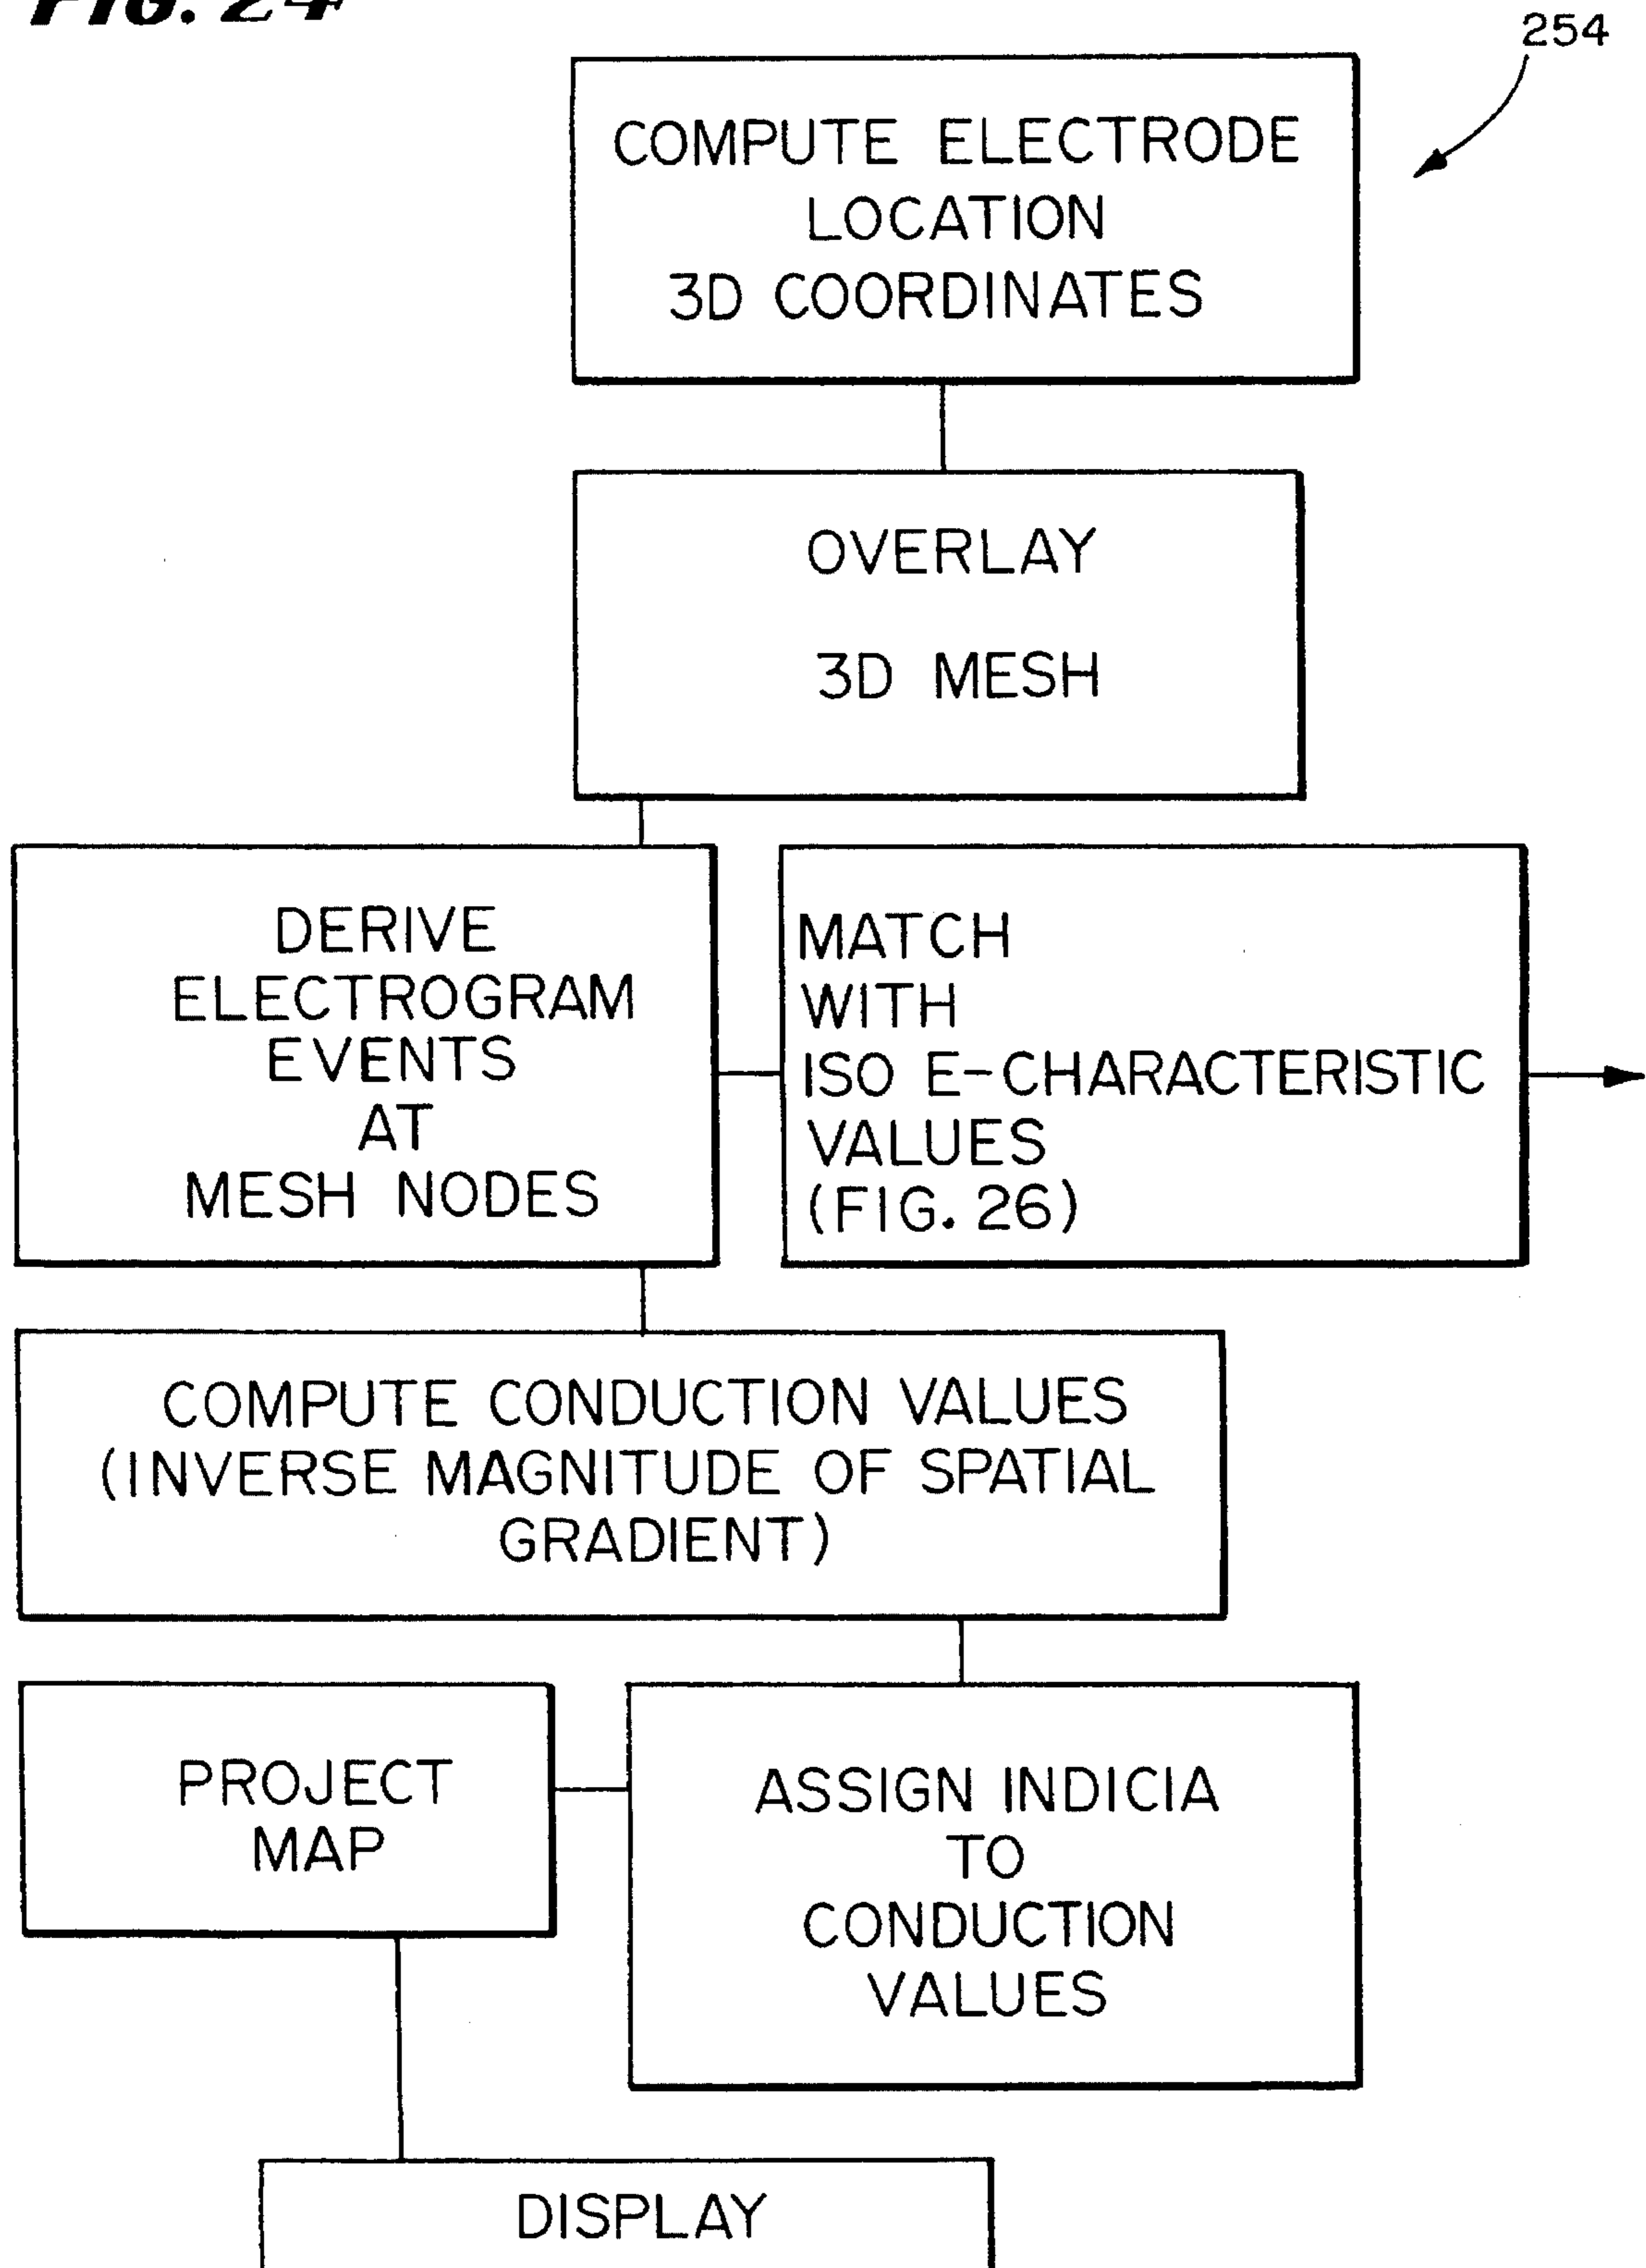 FIG. 24
254
COMPUTE ELECTRODE
LOCATION
3D COORDINATES
OVERLAY
3D MESH
DERIVE
ELECTROGRAM
EVENTS
AT
MESH NODES
MATCH
WITH
ISO E-CHARACTERISTIC
VALUES
(FIG. 26)
COMPUTE CONDUCTION VALUES
(INVERSE MAGNITUDE OF SPATIAL
GRADIENT)
PROJECT
MAP
ASSIGN INDICIA
TO
CONDUCTION
VALUES
DISPLAY